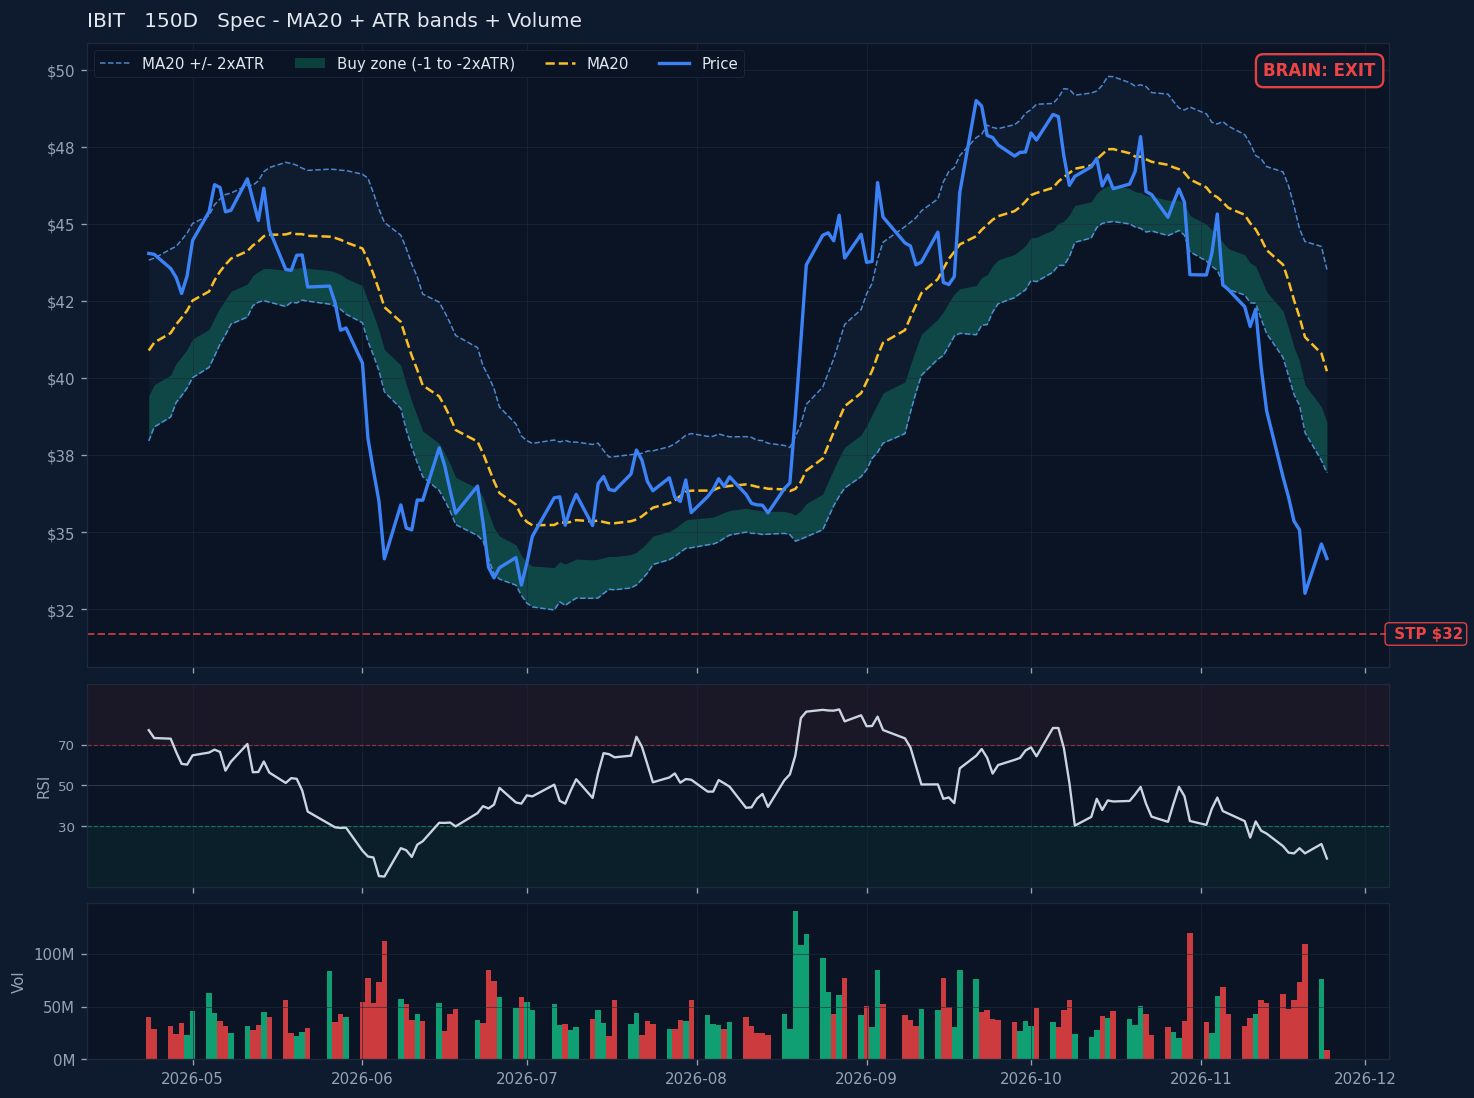 IBIT   150D   Spec - MA20 + ATR bands + Volume
MA20 +/- 2xATR
Buy zone (-1 to -2xATR)
MA20
Price
BRAIN: EXIT
$50
$48
$45
$42
$40
$38
$35
$32
STP $32
RSI
70
50
30
Vol
100M
50M
0M
2026-05
2026-06
2026-07
2026-08
2026-09
2026-10
2026-11
2026-12